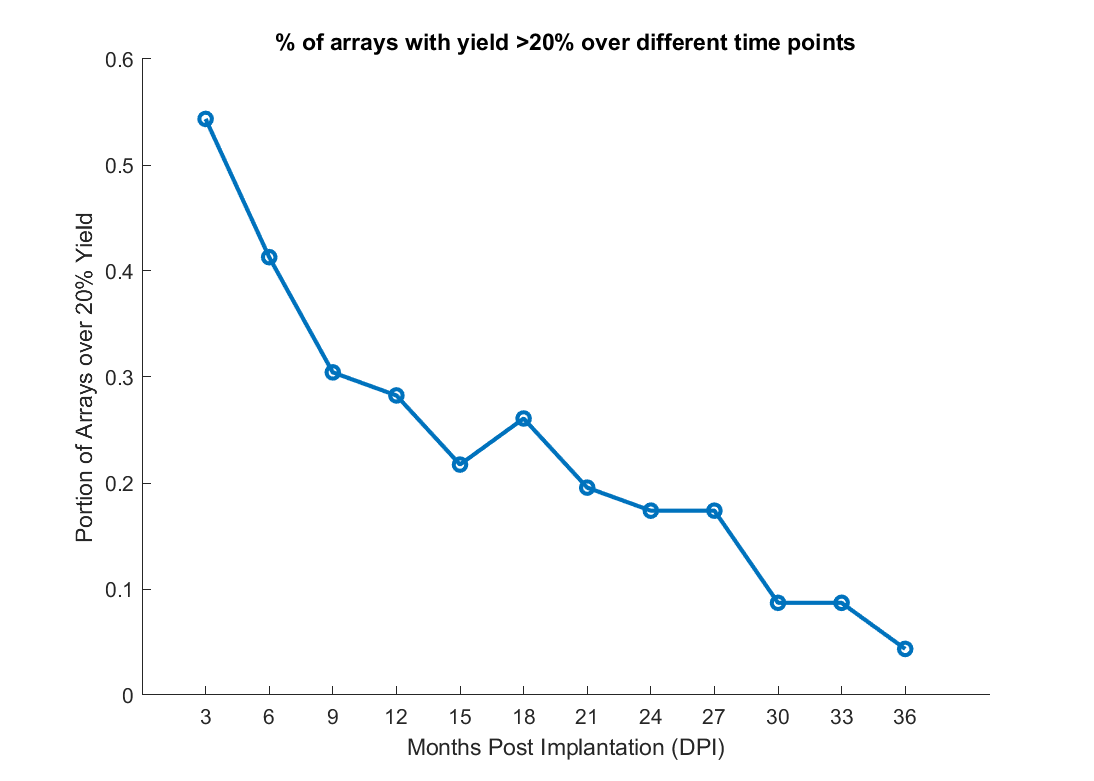 % of arrays with yield >20% over different time points
0.6
0.5
0.4
0.3
0.2
0.1
0
Portion of Arrays over 20% Yield
3 6 9 12 15 18 21 24 27 30 33 36
Months Post Implantation (DPI)